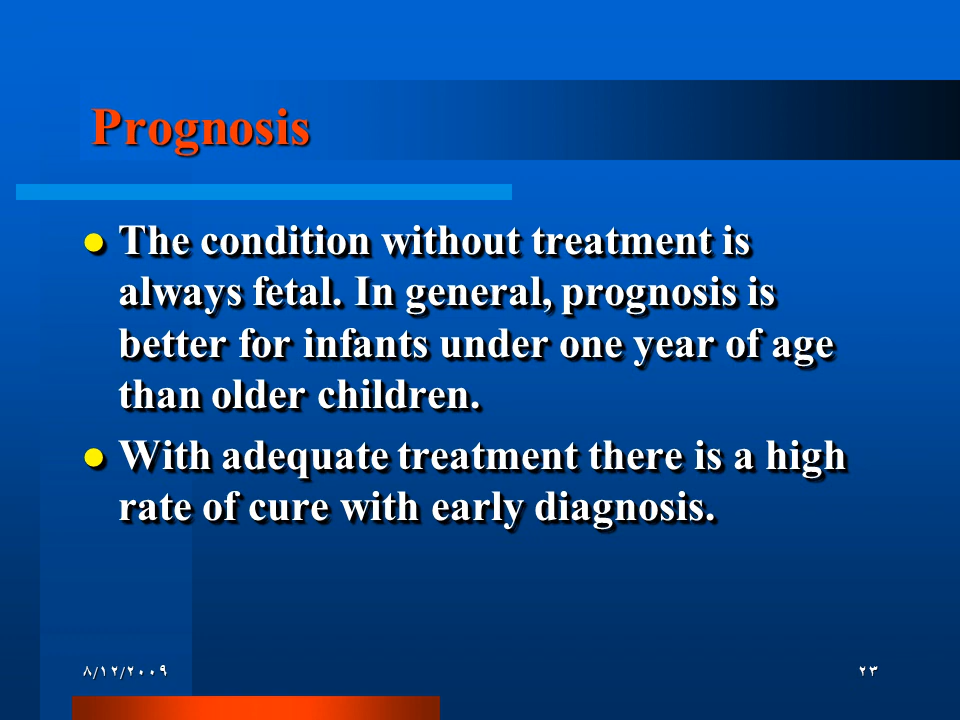 Prognosis
The condition without treatment is
always fetal. In general, prognosis is
better for infants under one year of age
than older children.
With adequate treatment there is a high
rate of cure with early diagnosis.
٨/١٢/٢٠٠٩
٢٣